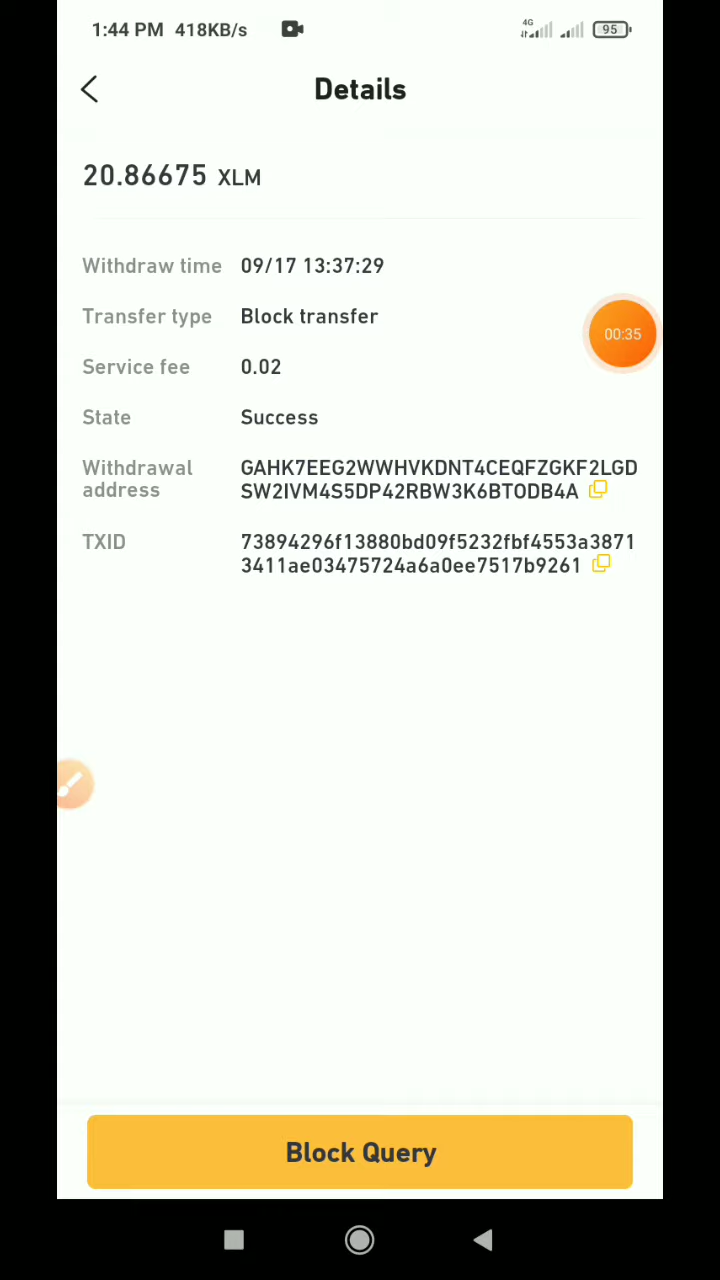 1:44 PM 418KB/s 4G 95
Details
20.86675 XLM
Withdraw time 09/17 13:37:29
Transfer type Block transfer
00:35
Service fee 0.02
State Success
Withdrawal address GAHK7EEG2WWHVKDNT4CEQFZGKF2LGD
SW2IVM4S5DP42RBW3K6BTODB4A
TXID 73894296f13880bd09f5232fbf4553a3871
3411ae03475724a6a0ee7517b9261
Block Query